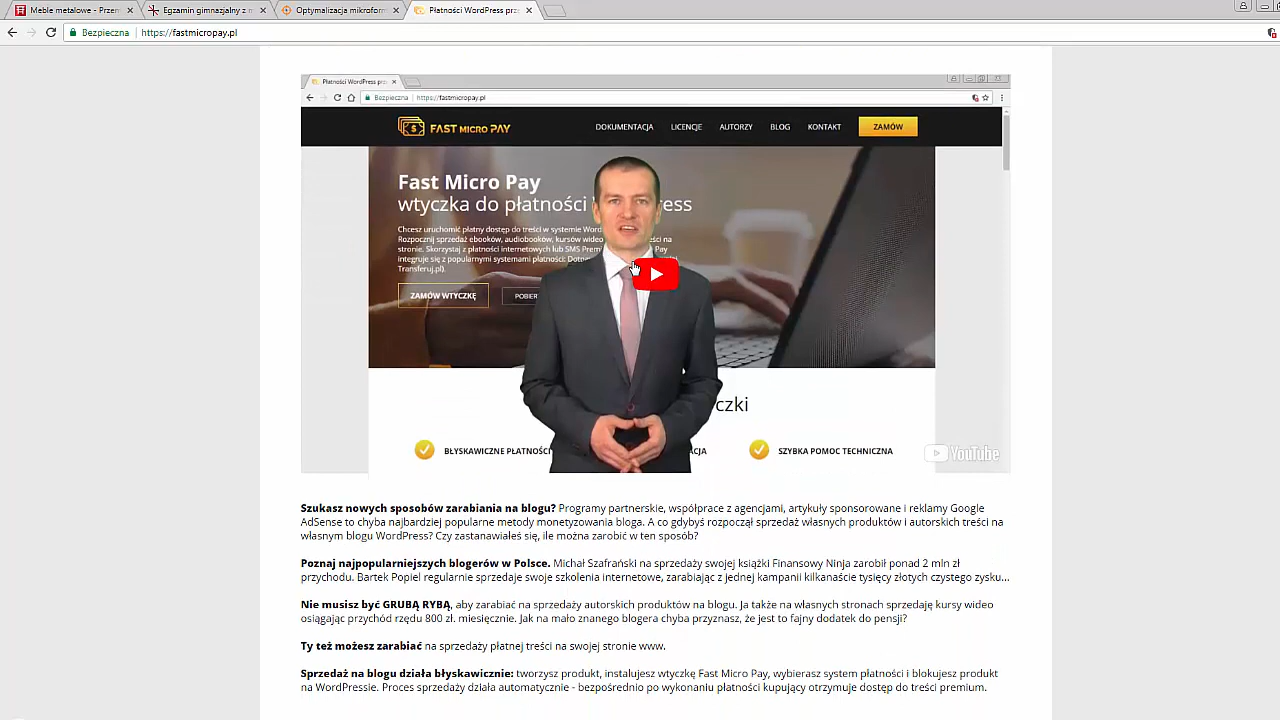 Meble metalowe - Przem
Egzamin gimnazjalny z m
Optymalizacja mikroform
Płatności WordPress prze
Bezpieczna
https://fastmicropay.pl
Płatności WordPress prze
Bezpieczna
https://fastmicropay.pl
FAST MICRO PAY
DOKUMENTACJA
LICENCJE
AUTORZY
BLOG
KONTAKT
ZAMÓW
Fast Micro Pay
wtyczka do płatności
ress
Chcesz uruchomić płatny dostęp do treści w systemie Word
Rozpocznij sprzedaż ebooków, audiobooków, kursów wideo
eści na
stronie. Skorzystaj z płatności internetowych lub SMS Prem
Pay
integruje się z popularnymi systemami płatności: Dotp
Transferuj.pl).
ZAMÓW WTYCZKĘ
POBIER
czki
BŁYSKAWICZNE PŁATNOŚCI
ACJA
SZYBKA POMOC TECHNICZNA
YouTube
Szukasz nowych sposobów zarabiania na blogu? Programy partnerskie, współprace z agencjami, artykuły sponsorowane i reklamy Google
AdSense to chyba najbardziej popularne metody monetyzowania bloga. A co gdybyś rozpoczął sprzedaż własnych produktów i autorskich treści na
własnym blogu WordPress? Czy zastanawiałeś się, ile można zarobić w ten sposób?
Poznaj najpopularniejszych blogerów w Polsce. Michał Szafrański na sprzedaży swojej książki Finansowy Ninja zarobił ponad 2 mln zł
przychodu. Bartek Popiel regularnie sprzedaje swoje szkolenia internetowe, zarabiając z jednej kampanii kilkanaście tysięcy złotych czystego zysku...
Nie musisz być GRUBĄ RYBĄ, aby zarabiać na sprzedaży autorskich produktów na blogu. Ja także na własnych stronach sprzedaję kursy wideo
osiągając przychód rzędu 800 zł. miesięcznie. Jak na mało znanego blogera chyba przyznasz, że jest to fajny dodatek do pensji?
Ty też możesz zarabiać na sprzedaży płatnej treści na swojej stronie www.
Sprzedaż na blogu działa błyskawicznie: tworzysz produkt, instalujesz wtyczkę Fast Micro Pay, wybierasz system płatności i blokujesz produkt
na WordPressie. Proces sprzedaży działa automatycznie - bezpośrednio po wykonaniu płatności kupujący otrzymuje dostęp do treści premium.